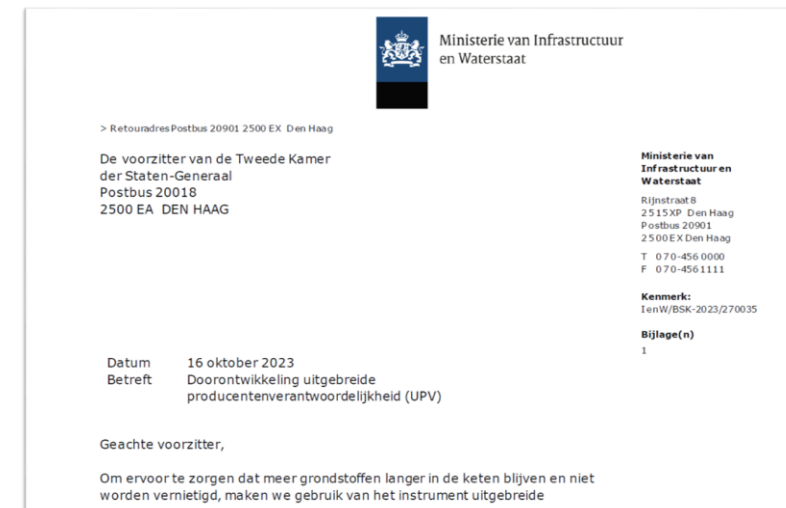 Ministerie van Infrastructuur
en Waterstaat
> Retouradres Postbus 20901 2500 EX Den Haag
De voorzitter van de Tweede Kamer
der Staten-Generaal
Postbus 20018
2500 EA DEN HAAG
Ministerie van
Infrastructuur en
Waterstaat
Rijnstraat 8
2515 XP Den Haag
Postbus 20901
2500 EX Den Haag
T 070-456 0000
F 070-456 1111
Kenmerk:
IenW/BSK-2023/270035
Bijlage(n)
1
Datum 16 oktober 2023
Betreft Doorontwikkeling uitgebreide
producentenverantwoordelijkheid (UPV)
Geachte voorzitter,
Om ervoor te zorgen dat meer grondstoffen langer in de keten blijven en niet
worden vernietigd, maken we gebruik van het instrument uitgebreide